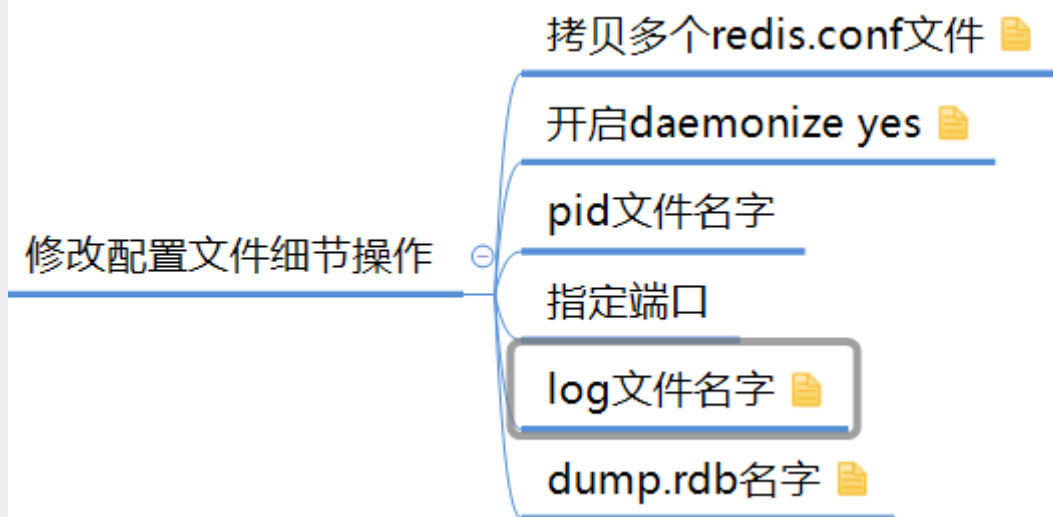 修改配置文件细节操作
拷贝多个redis.conf文件
开启daemonize yes
pid文件名字
指定端口
log文件名字
dump.rdb名字